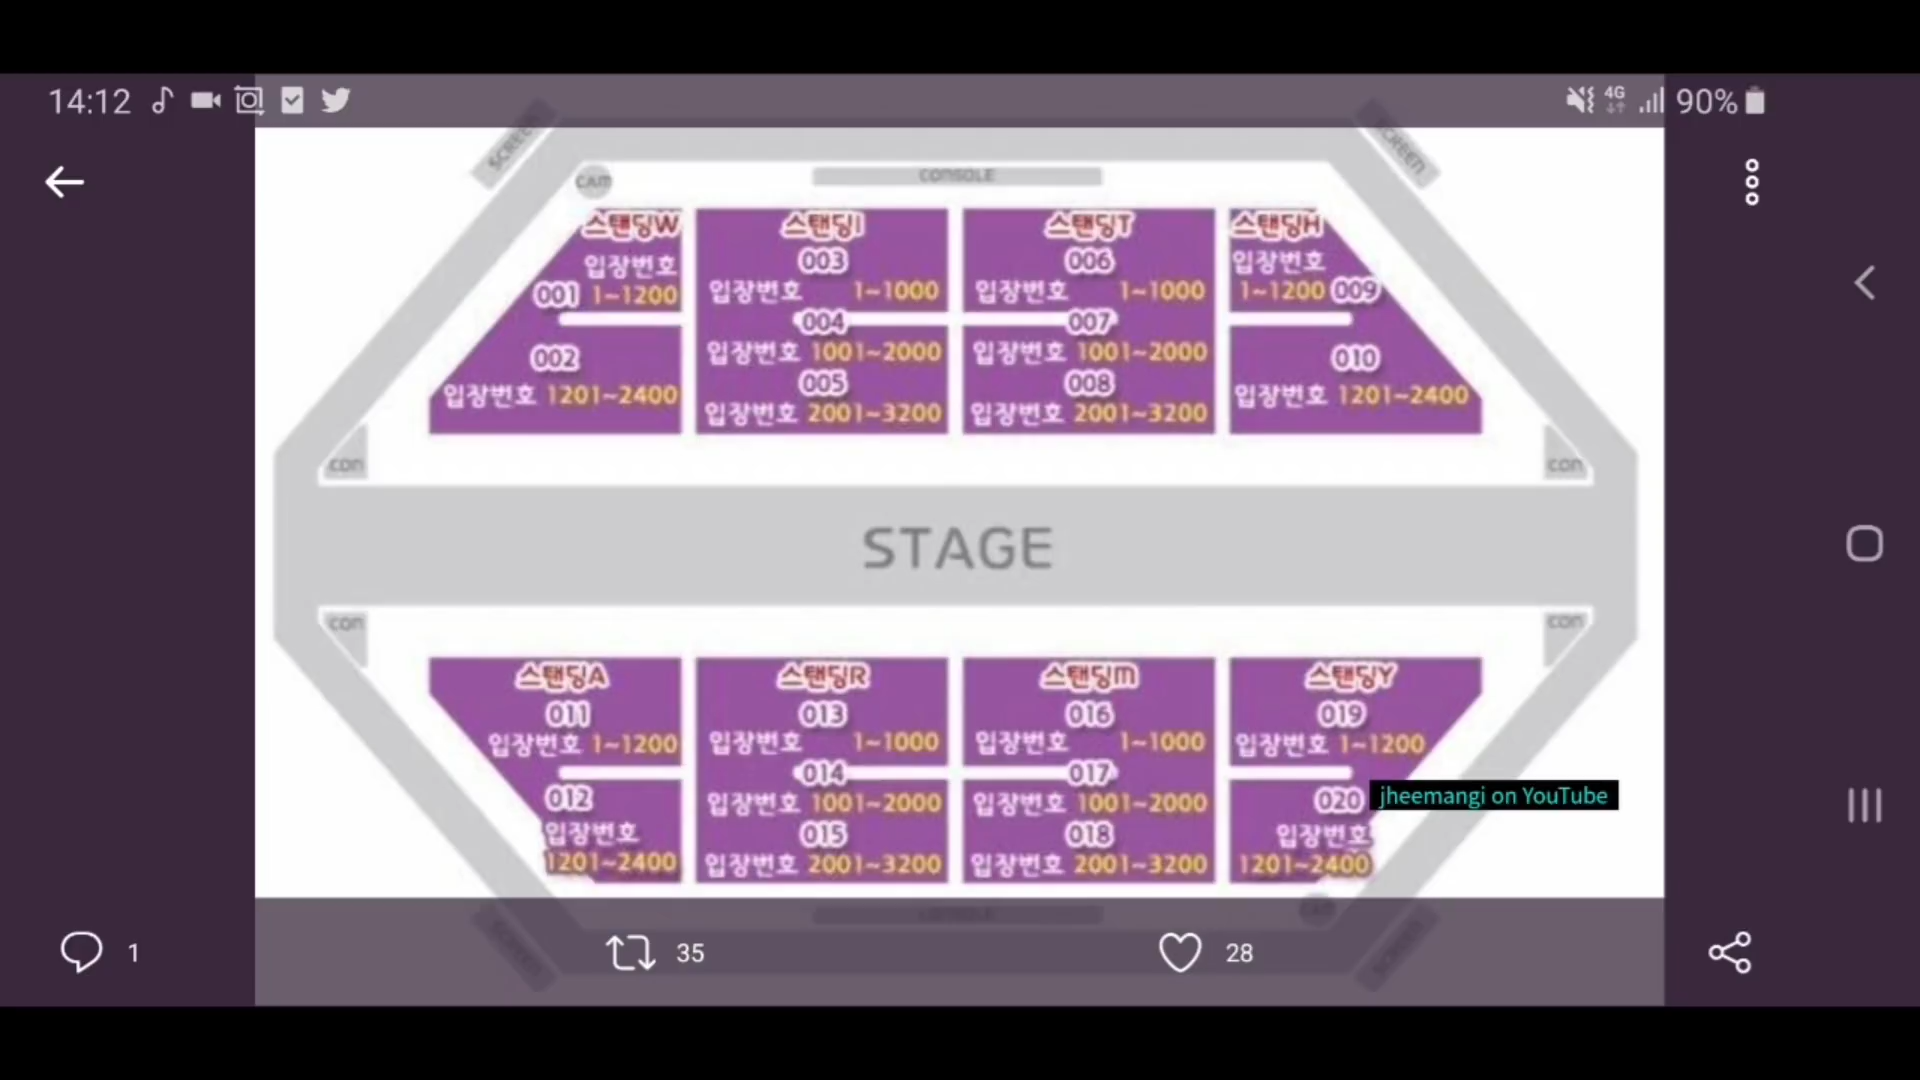 14:12
4G
90%
SCREEN
SCREEN
CAM
CONSOLE
스탠딩W
입장번호
001 1~1200
002
입장번호 1201~2400
스탠딩I
003
입장번호 1~1000
004
입장번호 1001~2000
005
입장번호 2001~3200
스탠딩T
006
입장번호 1~1000
007
입장번호 1001~2000
008
입장번호 2001~3200
스탠딩H
입장번호
1~1200 009
010
입장번호 1201~2400
con
con
STAGE
con
con
스탠딩A
011
입장번호 1~1200
012
입장번호
1201~2400
스탠딩R
013
입장번호 1~1000
014
입장번호 1001~2000
015
입장번호 2001~3200
스탠딩m
016
입장번호 1~1000
017
입장번호 1001~2000
018
입장번호 2001~3200
스탠딩Y
019
입장번호 1~1200
020
입장번호
1201~2400
jheemangi on YouTube
1
35
28